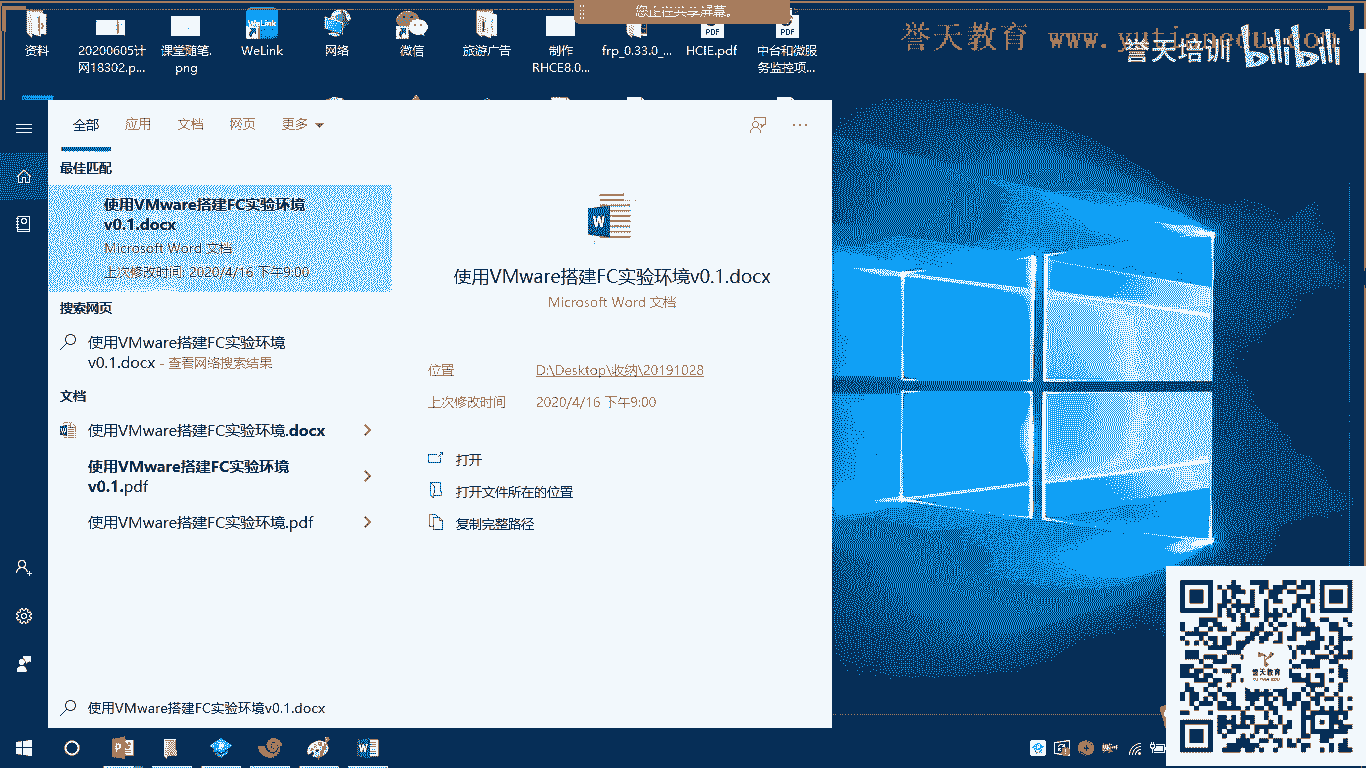 您正在共享屏幕。
资料
20200605计
网18302.p...
课堂随笔.
png
WeLink
网络
微信
旅游广告
制作
RHCE8.0...
frp_0.33.0_...
HCIE.pdf
中台和微服
务监控项...
誉天教育 www.yutianedu.com
誉天培训 bilibili
全部
应用
文档
网页
更多
最佳匹配
使用VMware搭建FC实验环境
v0.1.docx
Microsoft Word 文档
上次修改时间: 2020/4/16 下午9:00
搜索网页
使用VMware搭建FC实验环境
v0.1.docx - 查看网络搜索结果
文档
使用VMware搭建FC实验环境.docx
使用VMware搭建FC实验环境
v0.1.pdf
使用VMware搭建FC实验环境.pdf
使用VMware搭建FC实验环境v0.1.docx
Microsoft Word 文档
位置
D:\Desktop\收纳\20191028
上次修改时间
2020/4/16 下午9:00
打开
打开文件所在的位置
复制完整路径
使用VMware搭建FC实验环境v0.1.docx
誉天教育